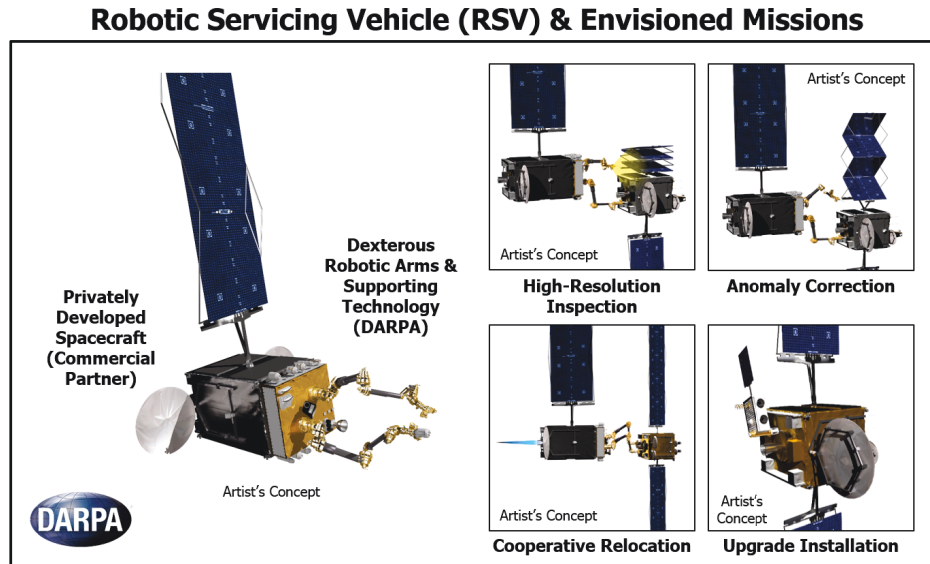 Robotic Servicing Vehicle (RSV) & Envisioned Missions
Privately
Developed
Spacecraft
(Commercial
Partner)
Dexterous
Robotic Arms &
Supporting
Technology
(DARPA)
Artist's Concept
DARPA
Artist's Concept
High-Resolution
Inspection
Artist's Concept
Anomaly Correction
Artist's Concept
Cooperative Relocation
Artist's
Concept
Upgrade Installation